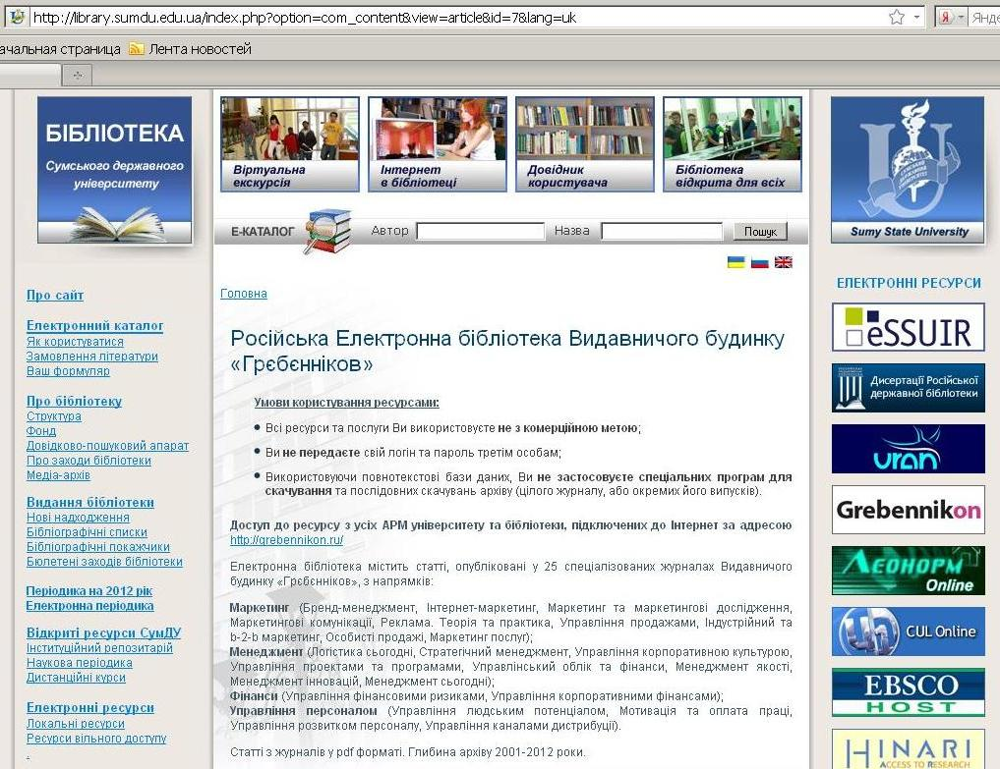 http://library.sumdu.edu.ua/index.php?option=com_content&view=article&id=7&lang=uk
Янде
ачальная страница
Лента новостей
БІБЛІОТЕКА
Сумського державного
університету
Віртуальна
екскурсія
Інтернет
в бібліотеці
Довідник
користувача
Бібліотека
відкрита для всіх
Sumy State University
Е-КАТАЛОГ
Автор
Назва
Пошук
Про сайт
Електронний каталог
Як користуватися
Замовлення літератури
Ваш формуляр
Про бібліотеку
Структура
Фонд
Довідково-пошуковий апарат
Про заходи бібліотеки
Медіа-архів
Видання бібліотеки
Нові надходження
Бібліографічні списки
Бібліографічні покажчики
Бюлетені заходів бібліотеки
Періодика на 2012 рік
Електронна періодика
Відкриті ресурси СумДУ
Інституційний репозитарій
Наукова періодика
Дистанційні курси
Електронні ресурси
Локальні ресурси
Ресурси вільного доступу
Головна
Російська Електронна бібліотека Видавничого будинку
«Грєбєнніков»
Умови користування ресурсами:
Всі ресурси та послуги Ви використовуєте не з комерційною метою;
Ви не передаєте свій логін та пароль третім особам;
Використовуючи повнотекстові бази даних, Ви не застосовуєте спеціальних програм для
скачування та послідовних скачувань архіву (цілого журналу, або окремих його випусків).
Доступ до ресурсу з усіх АРМ університету та бібліотеки, підключених до Інтернет за адресою
http://grebennikon.ru/
Електронна бібліотека містить статті, опубліковані у 25 спеціалізованих журналах Видавничого
будинку «Грєбєнніков», з напрямків:
Маркетинг (Бренд-менеджмент, Інтернет-маркетинг, Маркетинг та маркетингові дослідження,
Маркетингові комунікації, Реклама. Теорія та практика, Управління продажами, Індустрійний та
b-2-b маркетинг, Особисті продажі, Маркетинг послуг);
Менеджмент (Логістика сьогодні, Стратегічний менеджмент, Управління корпоративною культурою,
Управління проектами та програмами, Управлінський облік та фінанси, Менеджмент якості,
Менеджмент інновацій, Менеджмент сьогодні);
Фінанси (Управління фінансовими ризиками, Управління корпоративними фінансами);
Управління персоналом (Управління людським потенціалом, Мотивація та оплата праці,
Управління розвитком персоналу, Управління каналами дистрибуції).
Статті з журналів у pdf форматі. Глибина архіву 2001-2012 роки.
ЕЛЕКТРОННІ РЕСУРСИ
eSSUIR
Дисертації Російської
державної бібліотеки
uran
Grebennikon
Леонорм
Online
CUL Online
EBSCO
HOST
HINARI
ACCESS TO RESEARCH